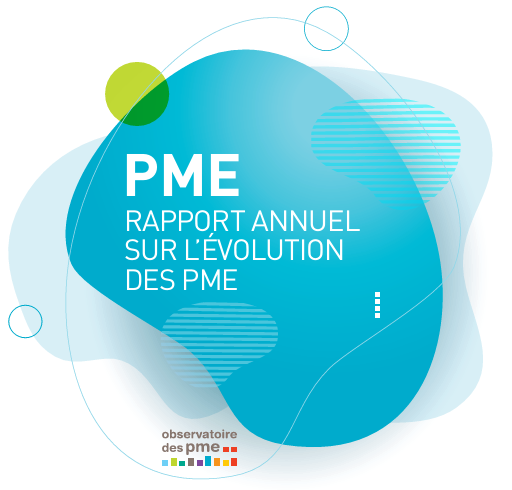 PME
RAPPORT ANNUEL
SUR L'ÉVOLUTION
DES PME
observatoire
des pme